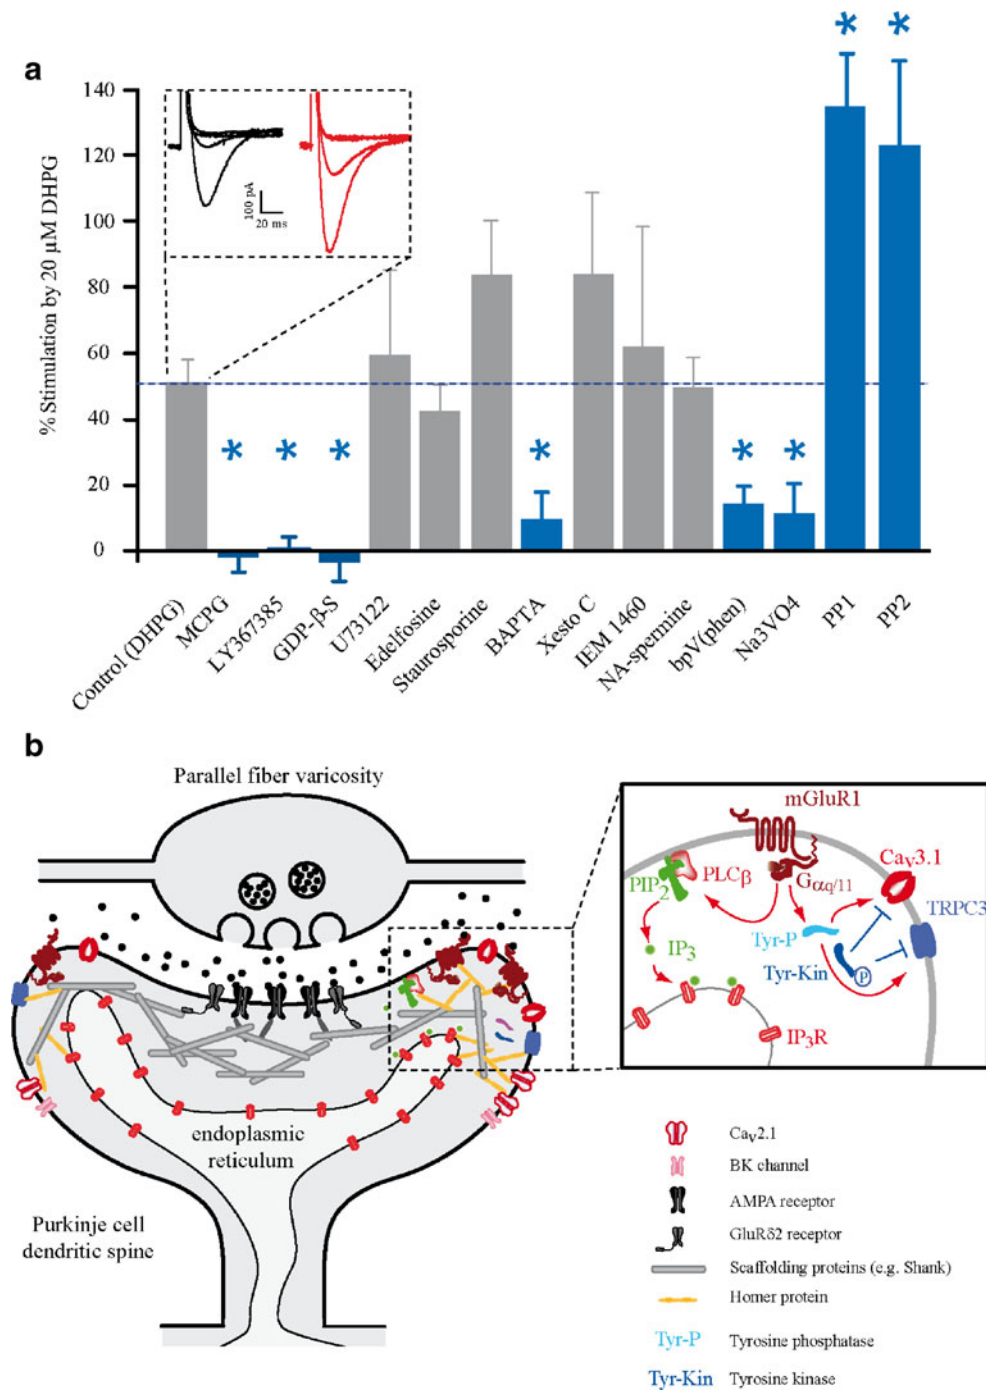 a
% Stimulation by 20 µM DHPG
140
120
100
80
60
40
20
0
100 pA
20 ms
*
*
*
*
*
*
*
*
Control (DHPG)
MCPG
LY367385
GDP-β-S
U73122
Edelfosine
Staurosporine
BAPTA
Xesto C
IEM 1460
NA-spermine
bpV(phen)
Na3VO4
PP1
PP2
b
Parallel fiber varicosity
endoplasmic
reticulum
Purkinje cell
dendritic spine
mGluR1
Cav3.1
PLCβ
PIP2
Gαq/11
TRPC3
Tyr-P
IP3
Tyr-Kin
P
IP3R
Cav2.1
BK channel
AMPA receptor
GluRδ2 receptor
Scaffolding proteins (e.g. Shank)
Homer protein
Tyr-P Tyrosine phosphatase
Tyr-Kin Tyrosine kinase